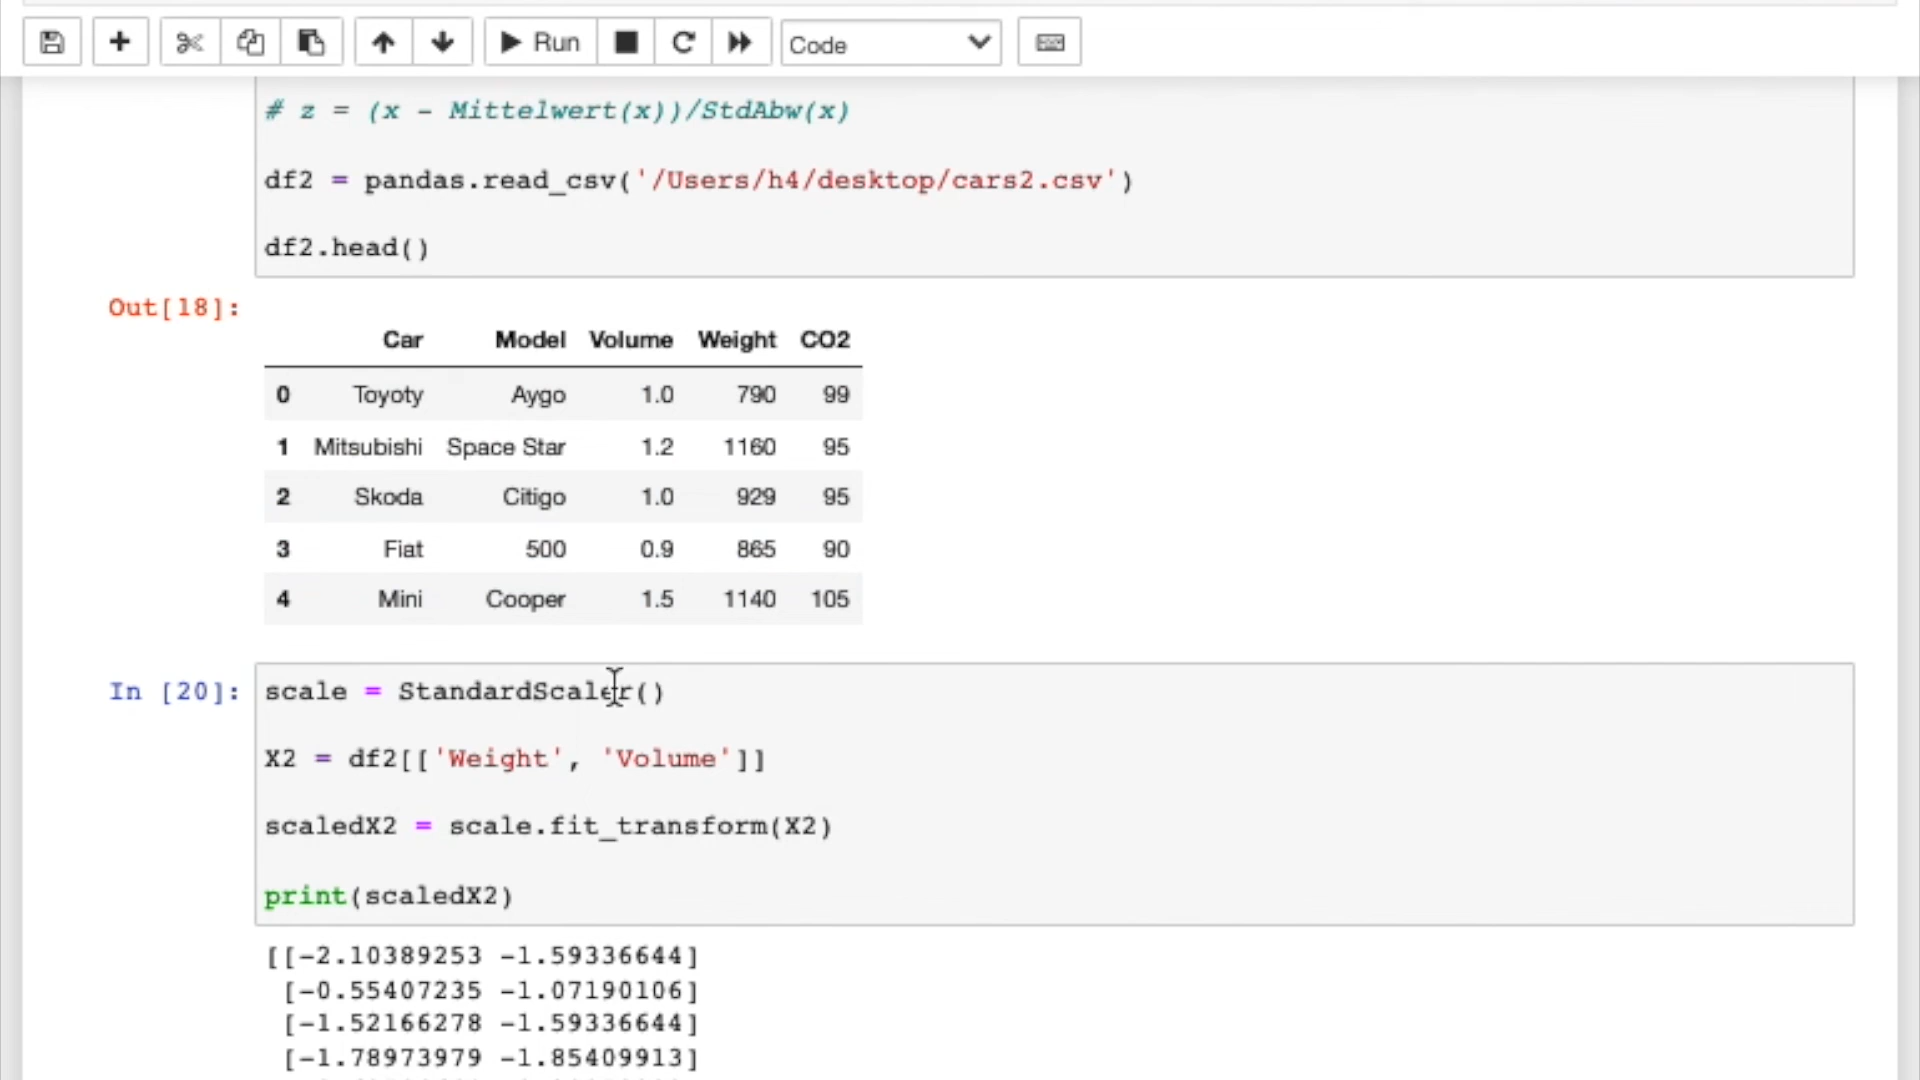 Run
Code
# z = (x - Mittelwert(x))/StdAbw(x)
df2 = pandas.read_csv('/Users/h4/desktop/cars2.csv')
df2.head()
Out[18]:
Car Model Volume Weight CO2
0 Toyoty Aygo 1.0 790 99
1 Mitsubishi Space Star 1.2 1160 95
2 Skoda Citigo 1.0 929 95
3 Fiat 500 0.9 865 90
4 Mini Cooper 1.5 1140 105
In [20]: scale = StandardScaler()
X2 = df2[['Weight', 'Volume']]
scaledX2 = scale.fit_transform(X2)
print(scaledX2)
[[-2.10389253 -1.59336644]
[-0.55407235 -1.07190106]
[-1.52166278 -1.59336644]
[-1.78973979 -1.85409913]